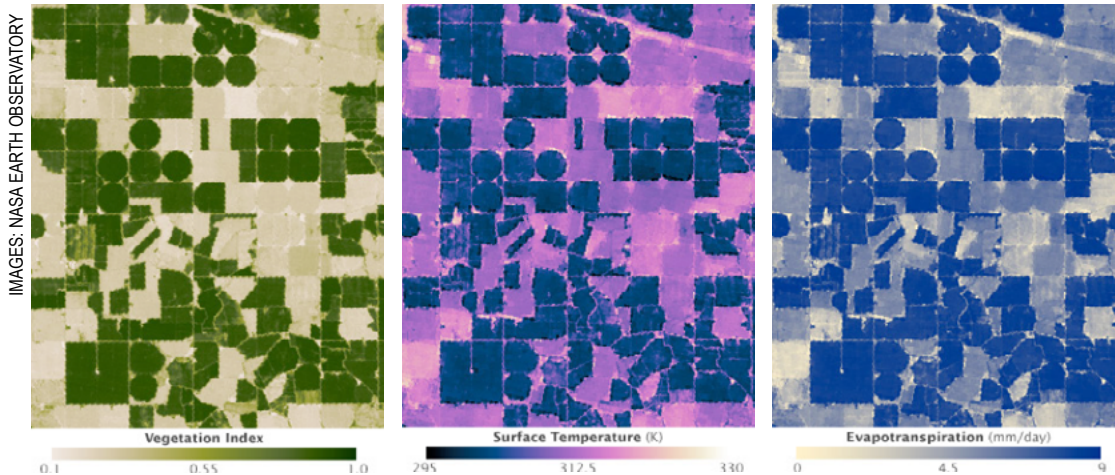 IMAGES: NASA EARTH OBSERVATORY
Vegetation Index
0.1 0.55 1.0
Surface Temperature (K)
295 312.5 330
Evapotranspiration (mm/day)
0 4.5 9